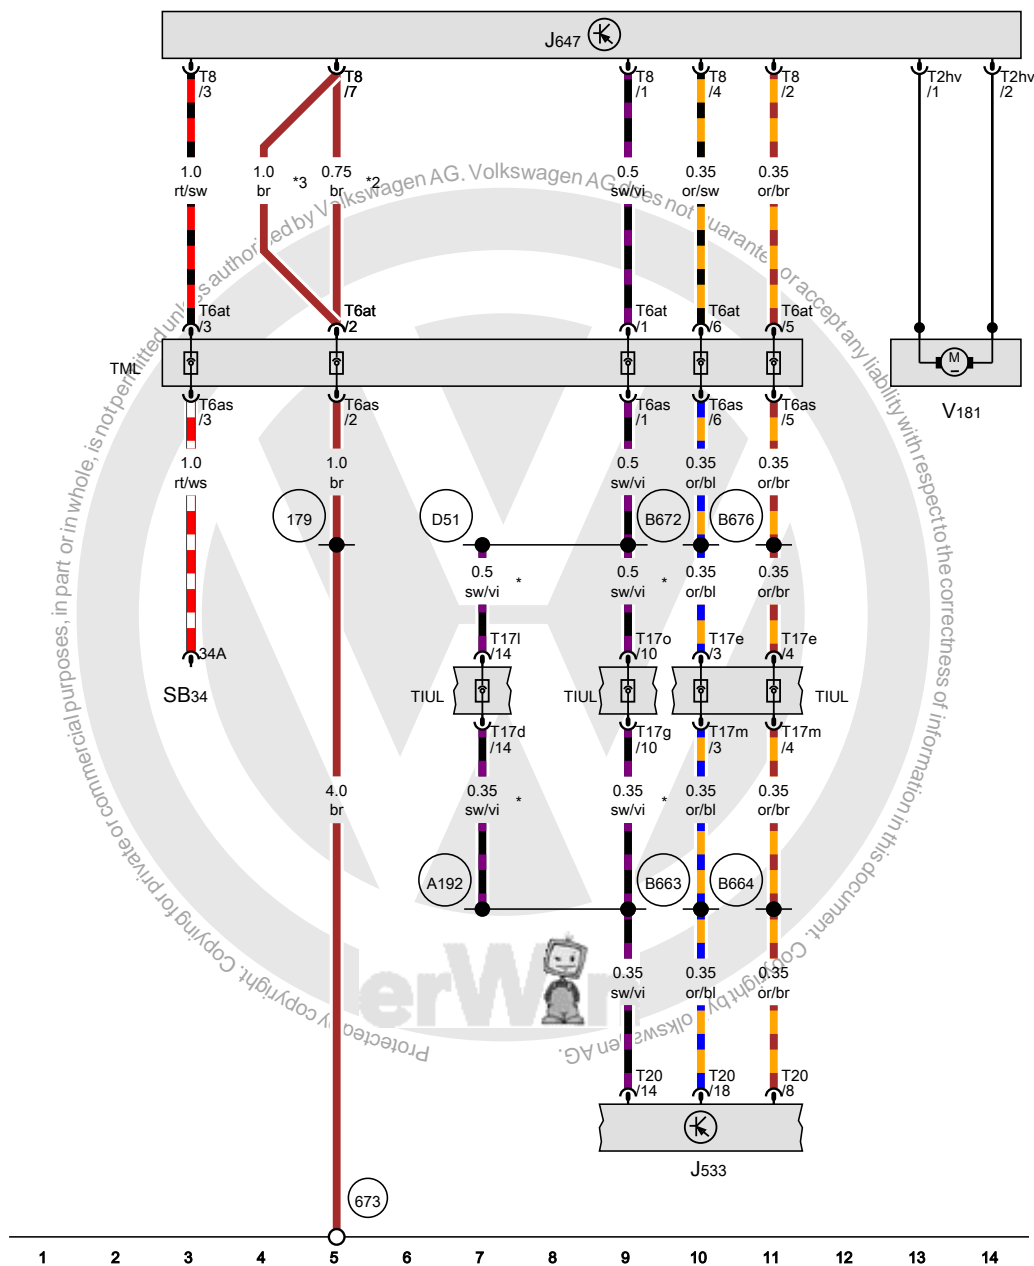 J647
T8 T8 T8 T8 T8 T2hv T2hv
/3 /7 /1 /4 /2 /1 /2
1.0 1.0 0.75 0.5 0.35 0.35
rt/sw br *3 br *2 sw/vi or/sw or/br
T6at T6at T6at T6at T6at
/3 /2 /1 /6 /5
TML
M
V181
T6as T6as T6as T6as T6as
/3 /2 /1 /6 /5
1.0 1.0 0.5 0.35 0.35
rt/ws br sw/vi or/bl or/br
179 D51 B672 B676
0.5 0.5 0.35 0.35
sw/vi * sw/vi * or/bl or/br
T17l T17o T17e T17e
34A /14 /10 /3 /4
SB34 TIUL TIUL TIUL
T17d T17g T17m T17m
/14 /10 /3 /4
4.0 0.35 0.35 0.35 0.35
br sw/vi * sw/vi * or/bl or/br
A192 B663 B664
0.35 0.35 0.35
sw/vi or/bl or/br
T20 T20 T20
/14 /18 /8
J533
673
1 2 3 4 5 6 7 8 9 10 11 12 13 14
Protected by copyright. Copying for private or commercial purposes, in part or in whole, is not permitted unless authorised by Volkswagen AG. Volkswagen AG does not guarantee or accept any liability with respect to the correctness of information in this document. Copyright by Volkswagen AG.